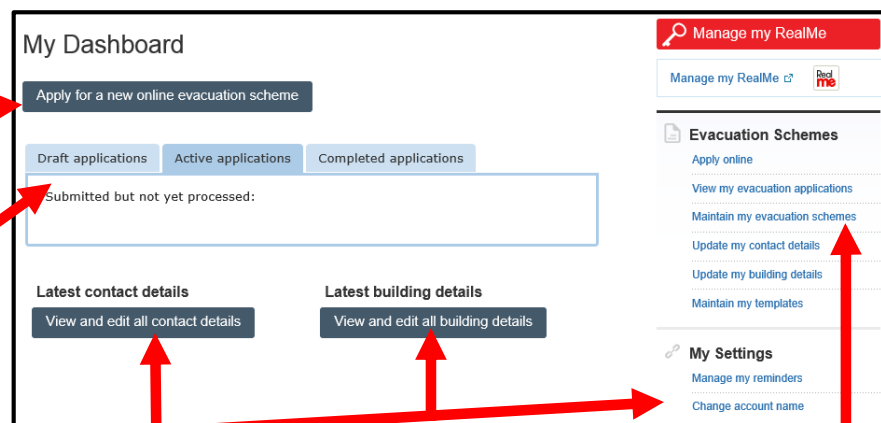 My Dashboard
Apply for a new online evacuation scheme
Draft applications Active applications Completed applications
Submitted but not yet processed:
Latest contact details
View and edit all contact details
Latest building details
View and edit all building details
Manage my RealMe
Manage my RealMe
Real
me
Evacuation Schemes
Apply online
View my evacuation applications
Maintain my evacuation schemes
Update my contact details
Update my building details
Maintain my templates
My Settings
Manage my reminders
Change account name